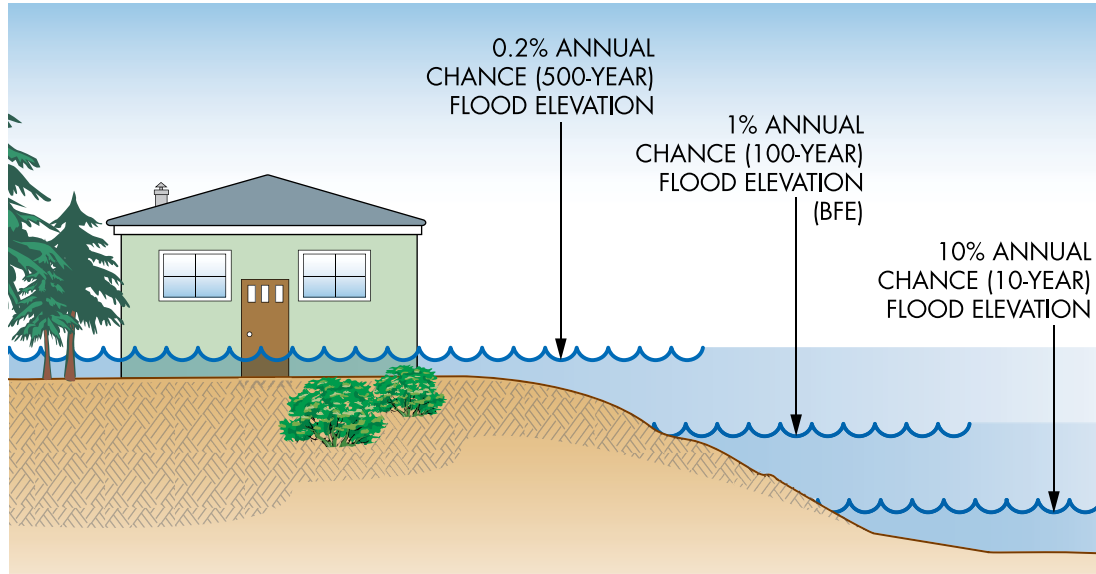 0.2% ANNUAL
CHANCE (500-YEAR)
FLOOD ELEVATION
1% ANNUAL
CHANCE (100-YEAR)
FLOOD ELEVATION
(BFE)
10% ANNUAL
CHANCE (10-YEAR)
FLOOD ELEVATION